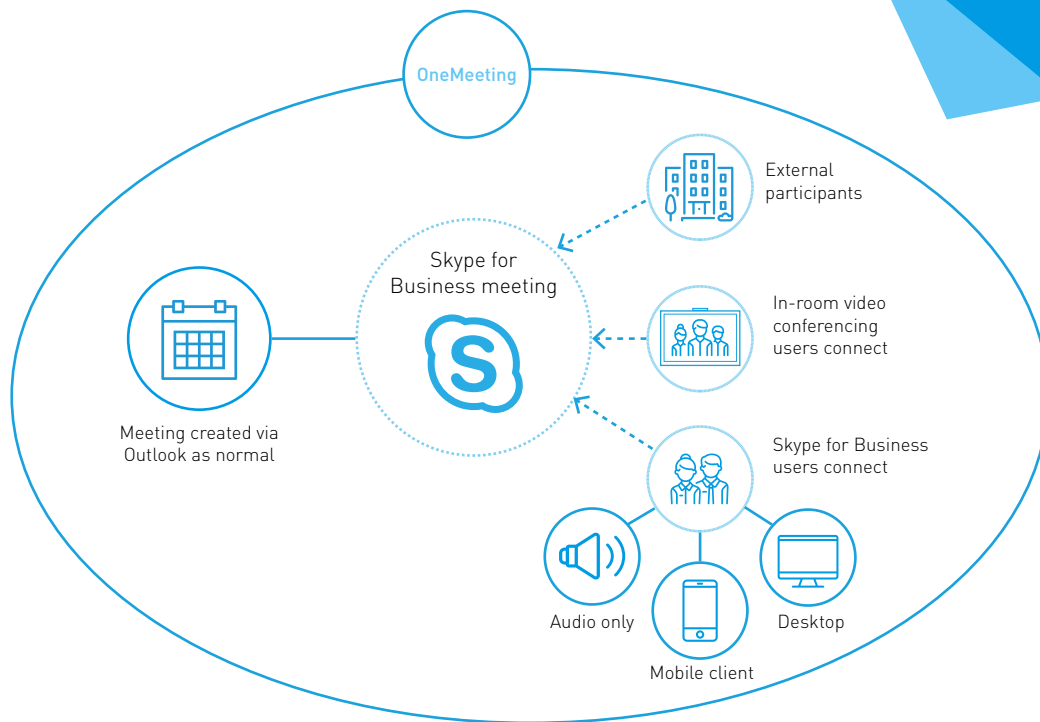 OneMeeting
External
participants
Skype for
Business meeting
S
In-room video
conferencing
users connect
Meeting created via
Outlook as normal
Skype for Business
users connect
Audio only
Mobile client
Desktop